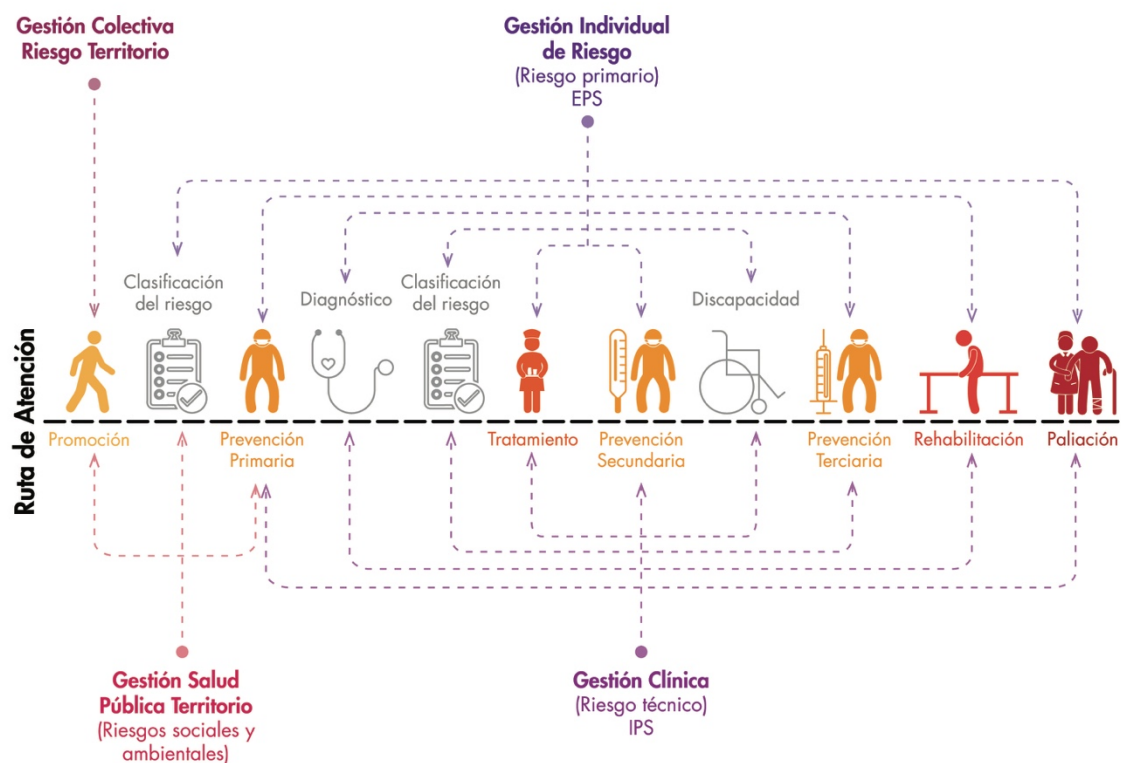 Gestión Colectiva
Riesgo Territorio
Gestión Individual
de Riesgo
(Riesgo primario)
EPS
Clasificación
del riesgo
Diagnóstico
Clasificación
del riesgo
Discapacidad
Ruta de Atención
Promoción
Prevención
Primaria
Tratamiento
Prevención
Secundaria
Prevención
Terciaria
Rehabilitación
Paliación
Gestión Salud
Pública Territorio
(Riesgos sociales y
ambientales)
Gestión Clínica
(Riesgo técnico)
IPS